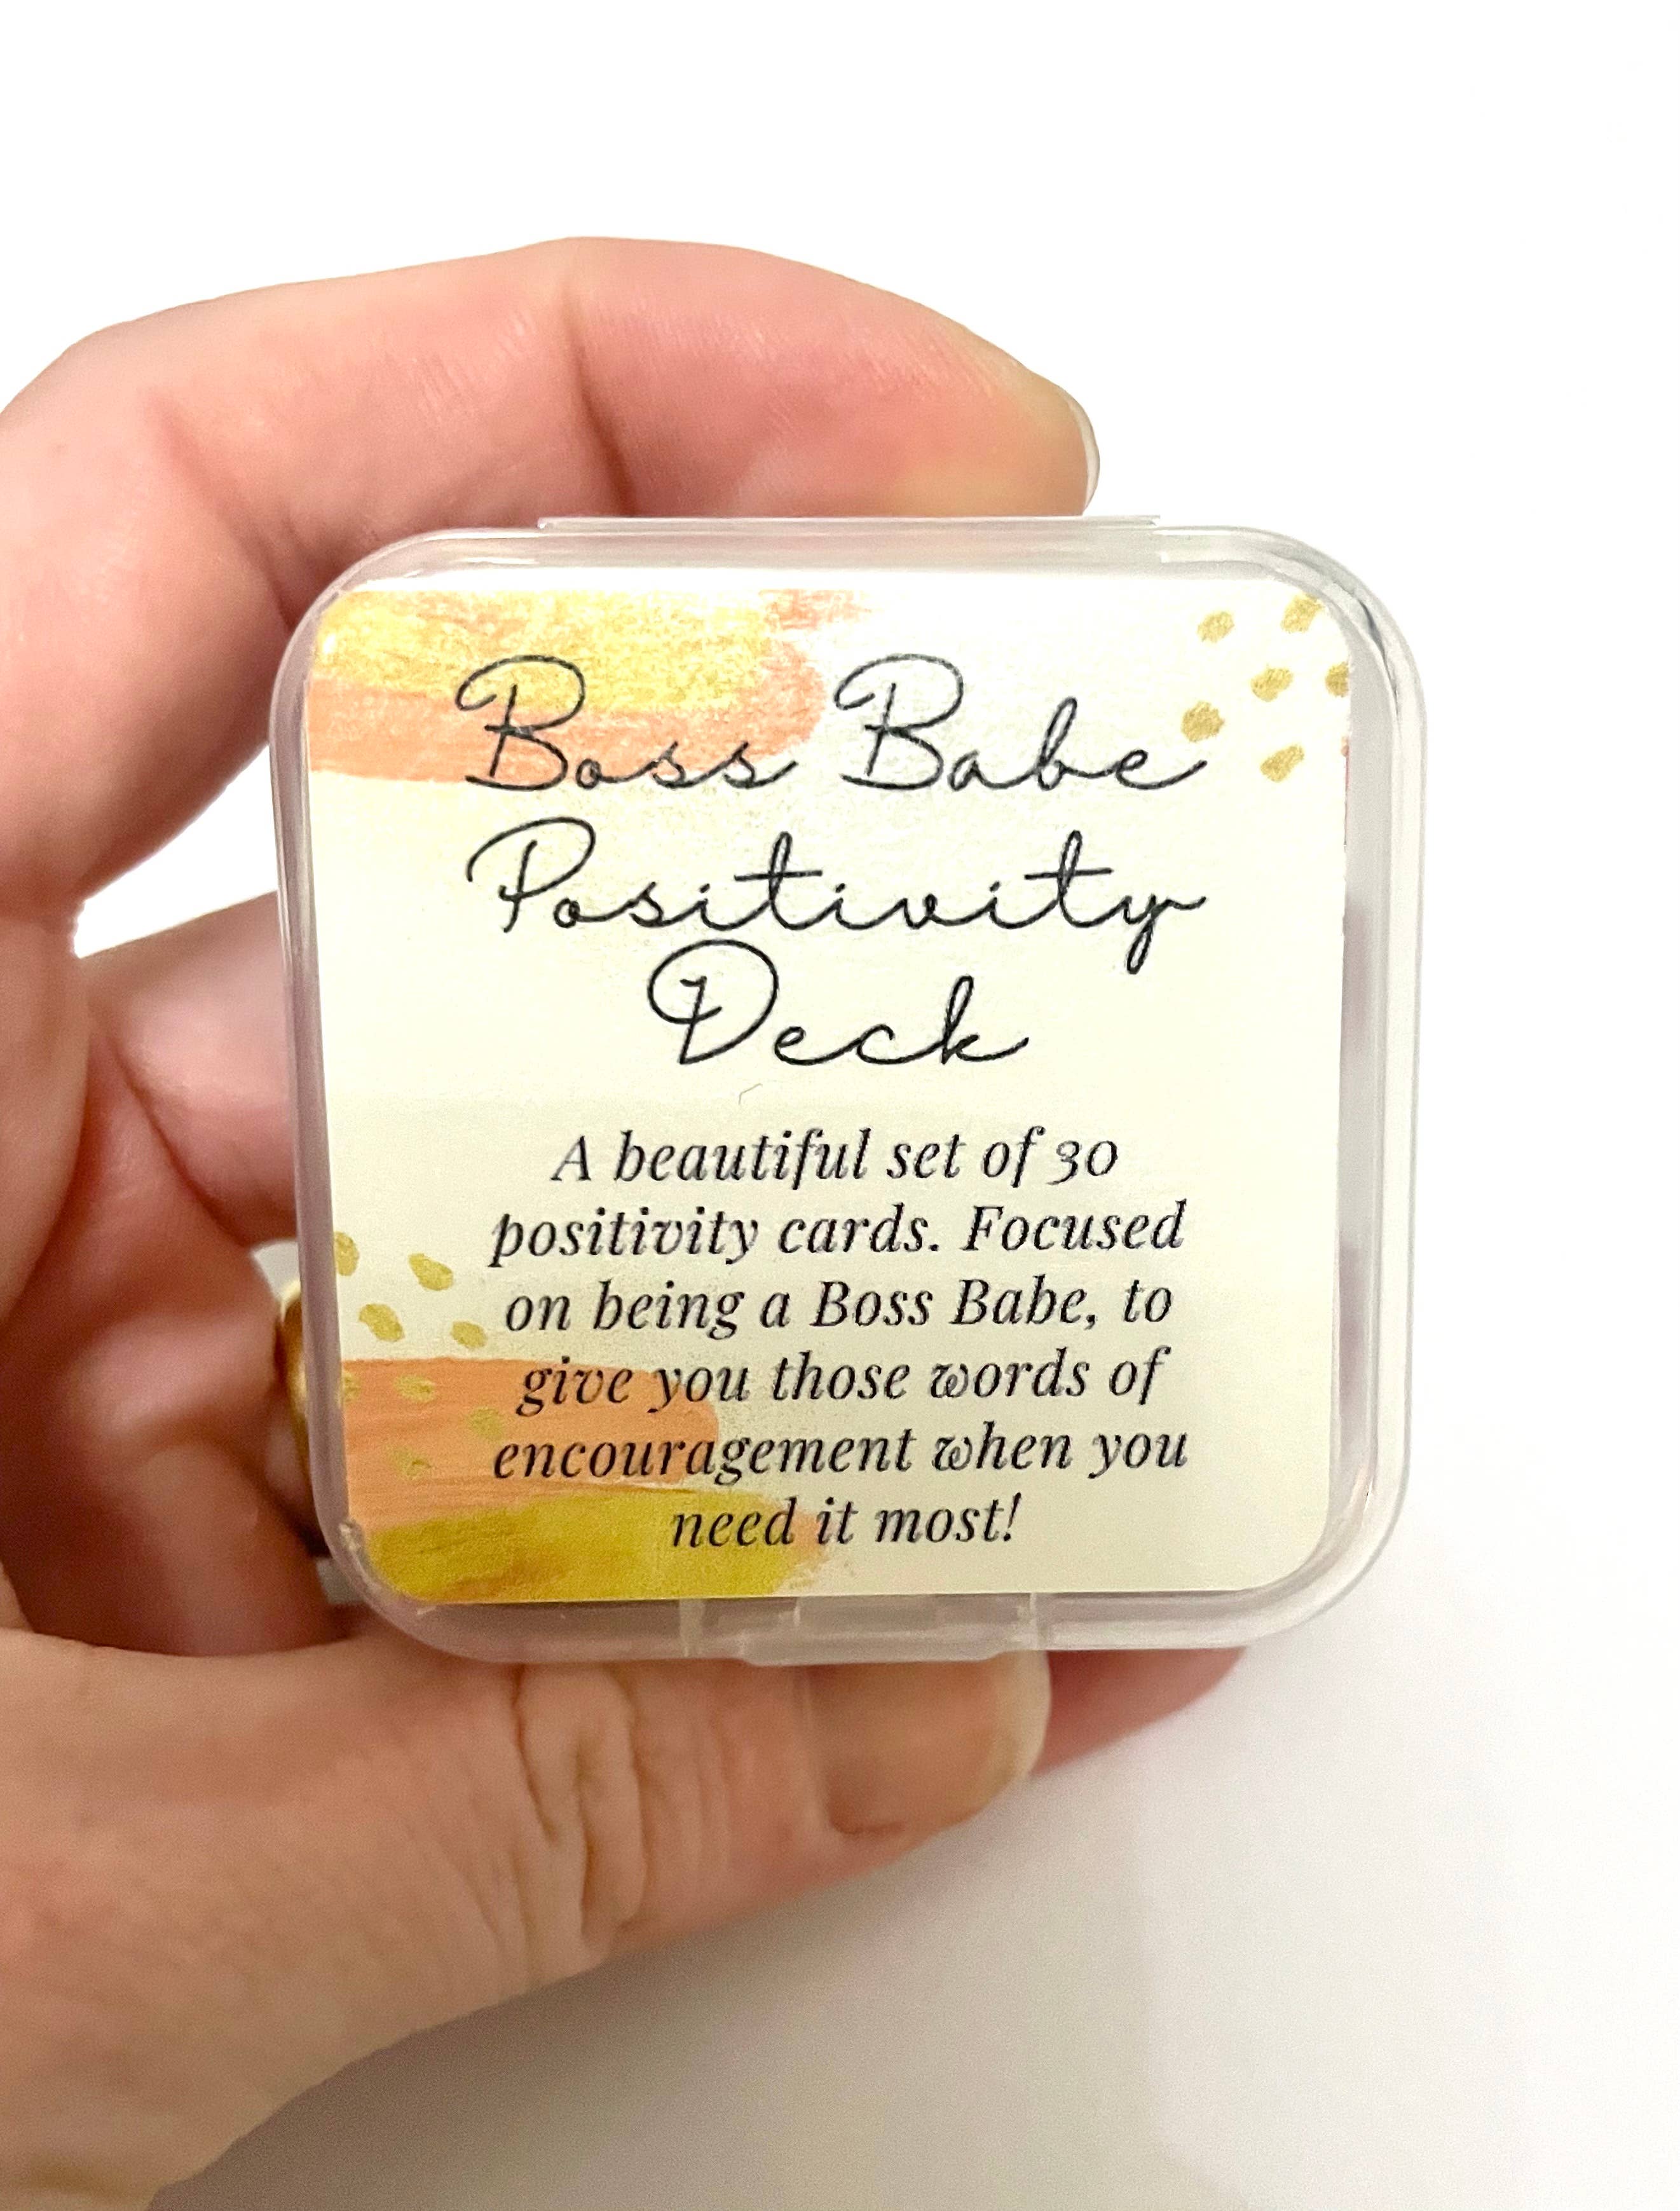 Boss Babe
Positivity
Deck
A beautiful set of 30
positivity cards. Focused
on being a Boss Babe, to
give you those words of
encouragement when you
need it most!